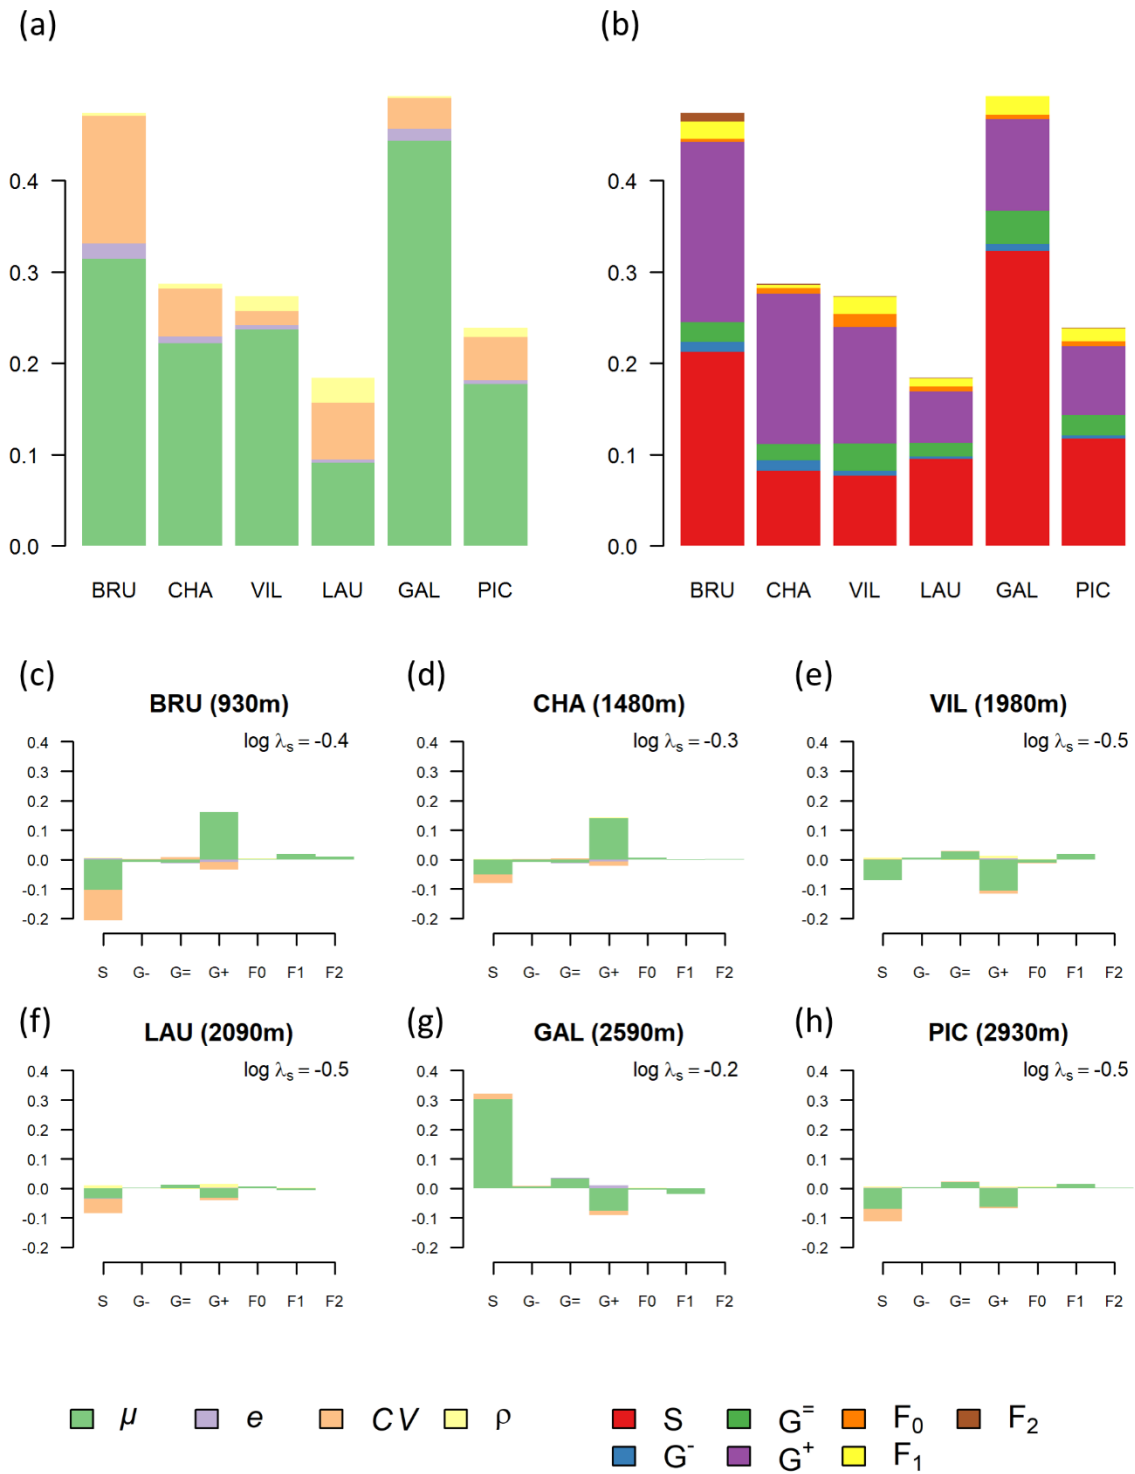 (a)
(b)
0.4
0.3
0.2
0.1
0.0
BRU CHA VIL LAU GAL PIC
0.4
0.3
0.2
0.1
0.0
BRU CHA VIL LAU GAL PIC
(c)
BRU (930m)
log λs = -0.4
0.4
0.3
0.2
0.1
0.0
-0.1
-0.2
S G- G= G+ F0 F1 F2
(d)
CHA (1480m)
log λs = -0.3
0.4
0.3
0.2
0.1
0.0
-0.1
-0.2
S G- G= G+ F0 F1 F2
(e)
VIL (1980m)
log λs = -0.5
0.4
0.3
0.2
0.1
0.0
-0.1
-0.2
S G- G= G+ F0 F1 F2
(f)
LAU (2090m)
log λs = -0.5
0.4
0.3
0.2
0.1
0.0
-0.1
-0.2
S G- G= G+ F0 F1 F2
(g)
GAL (2590m)
log λs = -0.2
0.4
0.3
0.2
0.1
0.0
-0.1
-0.2
S G- G= G+ F0 F1 F2
(h)
PIC (2930m)
log λs = -0.5
0.4
0.3
0.2
0.1
0.0
-0.1
-0.2
S G- G= G+ F0 F1 F2
μ e CV ρ
S G= F0 F2
G- G+ F1